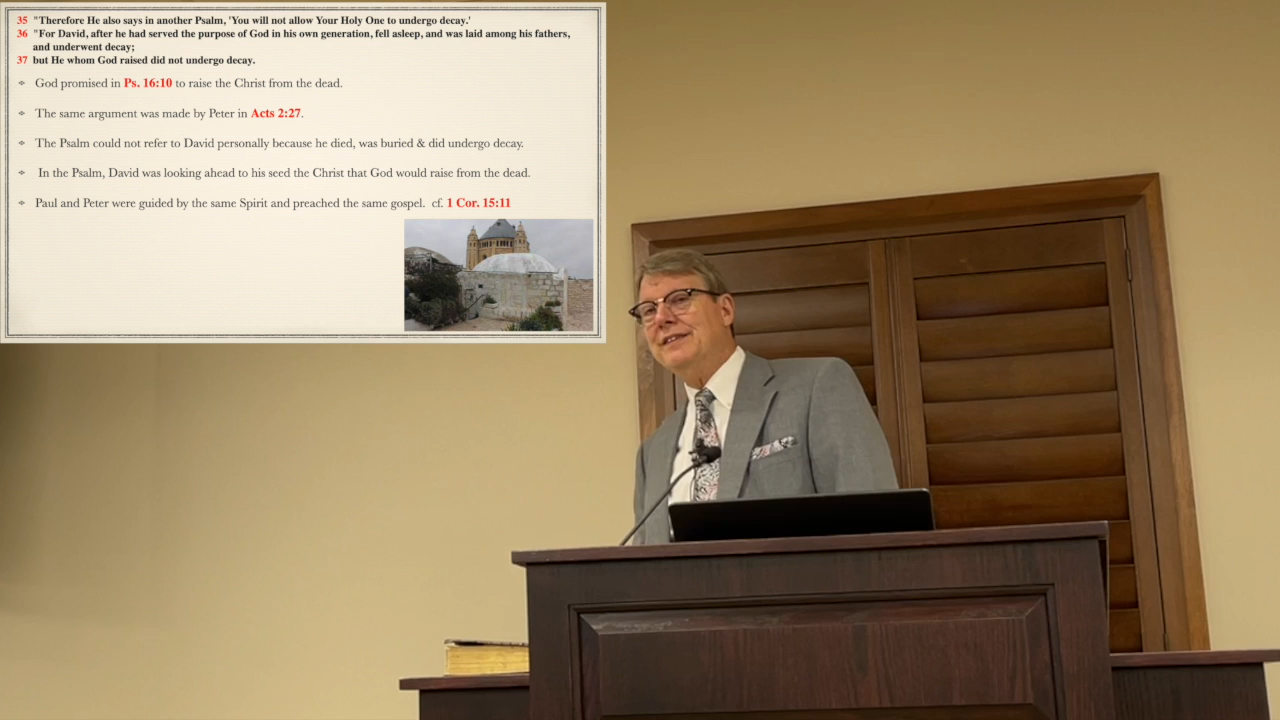 35 "Therefore He also says in another Psalm, 'You will not allow Your Holy One to undergo decay.'
36 "For David, after he had served the purpose of God in his own generation, fell asleep, and was laid among his fathers,
and underwent decay;
37 but He whom God raised did not undergo decay.
God promised in Ps. 16:10 to raise the Christ from the dead.
The same argument was made by Peter in Acts 2:27.
The Psalm could not refer to David personally because he died, was buried & did undergo decay.
In the Psalm, David was looking ahead to his seed the Christ that God would raise from the dead.
Paul and Peter were guided by the same Spirit and preached the same gospel. cf. 1 Cor. 15:11